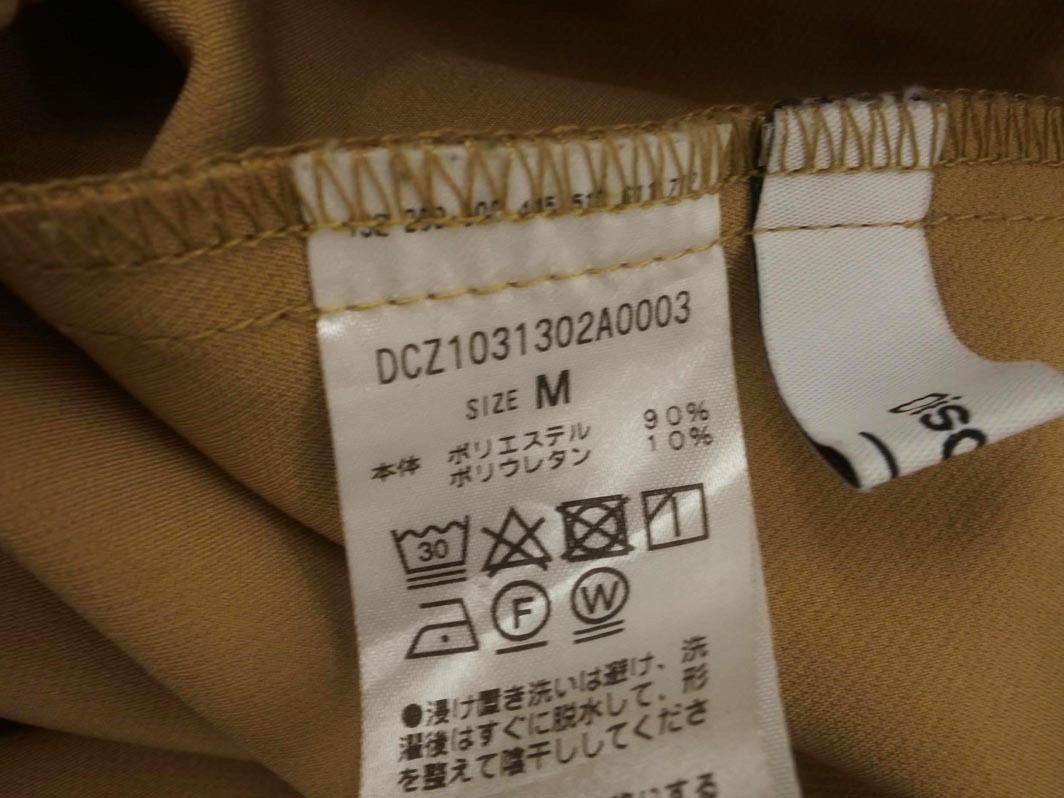 DCZ1031302A0003
SIZE M
本体 ポリエステル 90%
ポリウレタン 10%
30
F W
●浸け置き洗いは避け、洗
濯後はすぐに脱水して、形
を整えて陰干ししてくださ